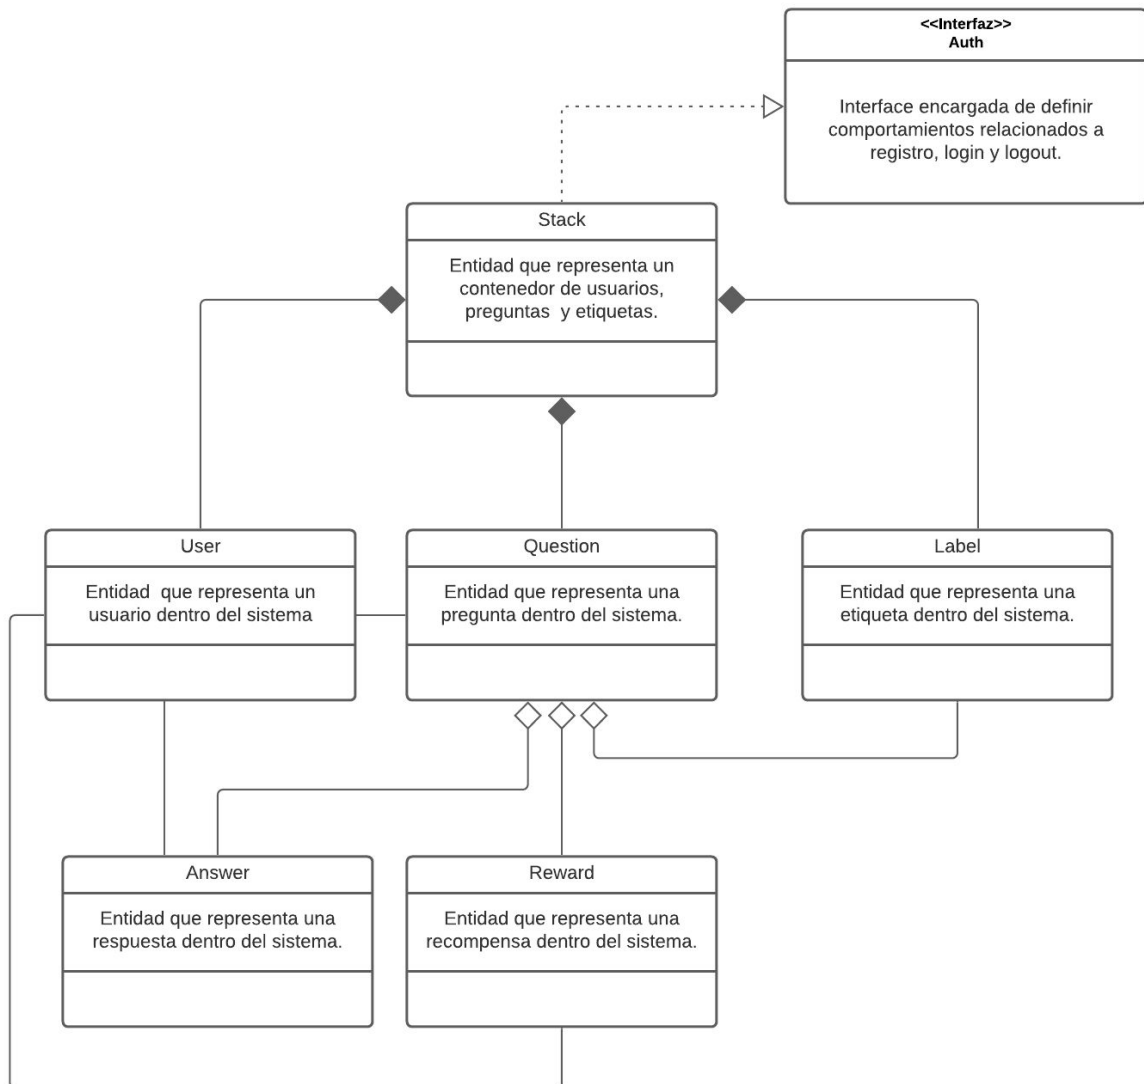 <<Interfaz>>
Auth
Interface encargada de definir
comportamientos relacionados a
registro, login y logout.
Stack
Entidad que representa un
contenedor de usuarios,
preguntas y etiquetas.
User
Entidad que representa un
usuario dentro del sistema
Question
Entidad que representa una
pregunta dentro del sistema.
Label
Entidad que representa una
etiqueta dentro del sistema.
Answer
Entidad que representa una
respuesta dentro del sistema.
Reward
Entidad que representa una
recompensa dentro del sistema.